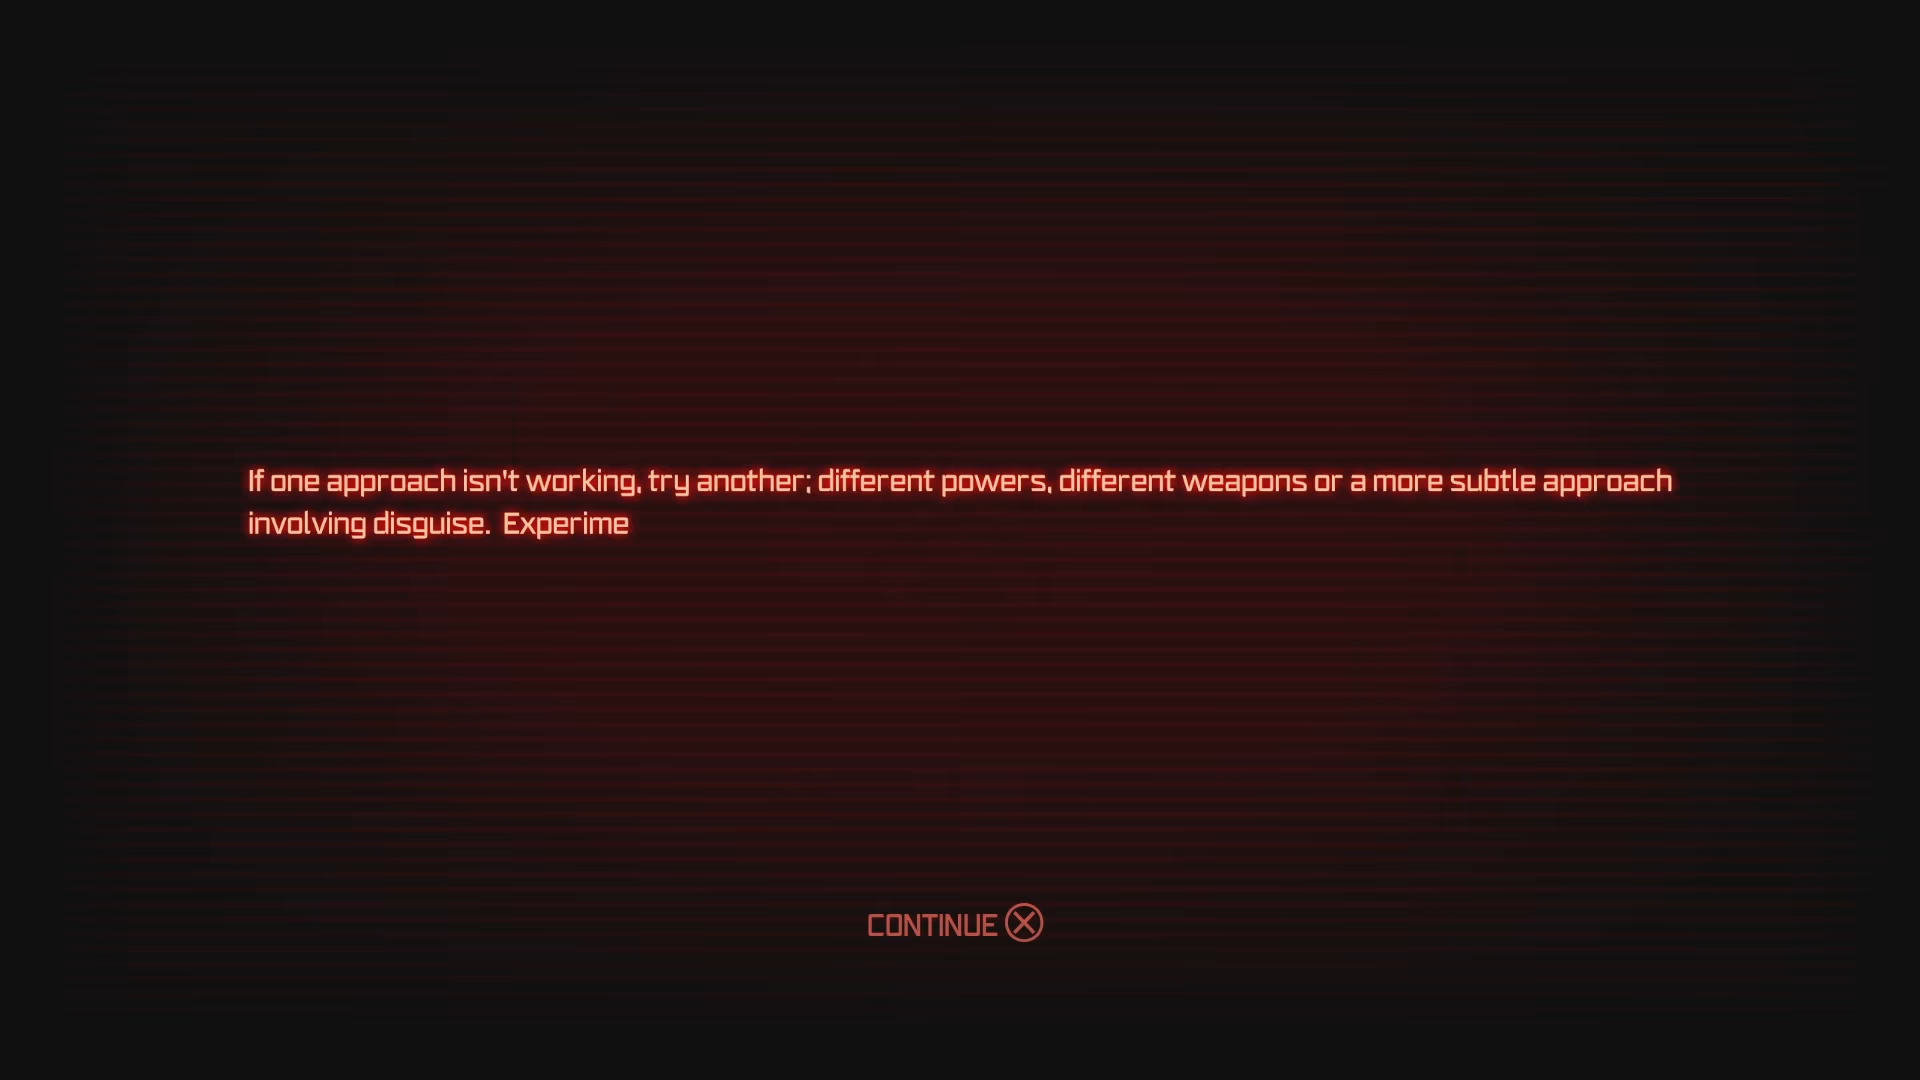 If one approach isn't working, try another; different powers, different weapons or a more subtle approach
involving disguise.  Experime
CONTINUE